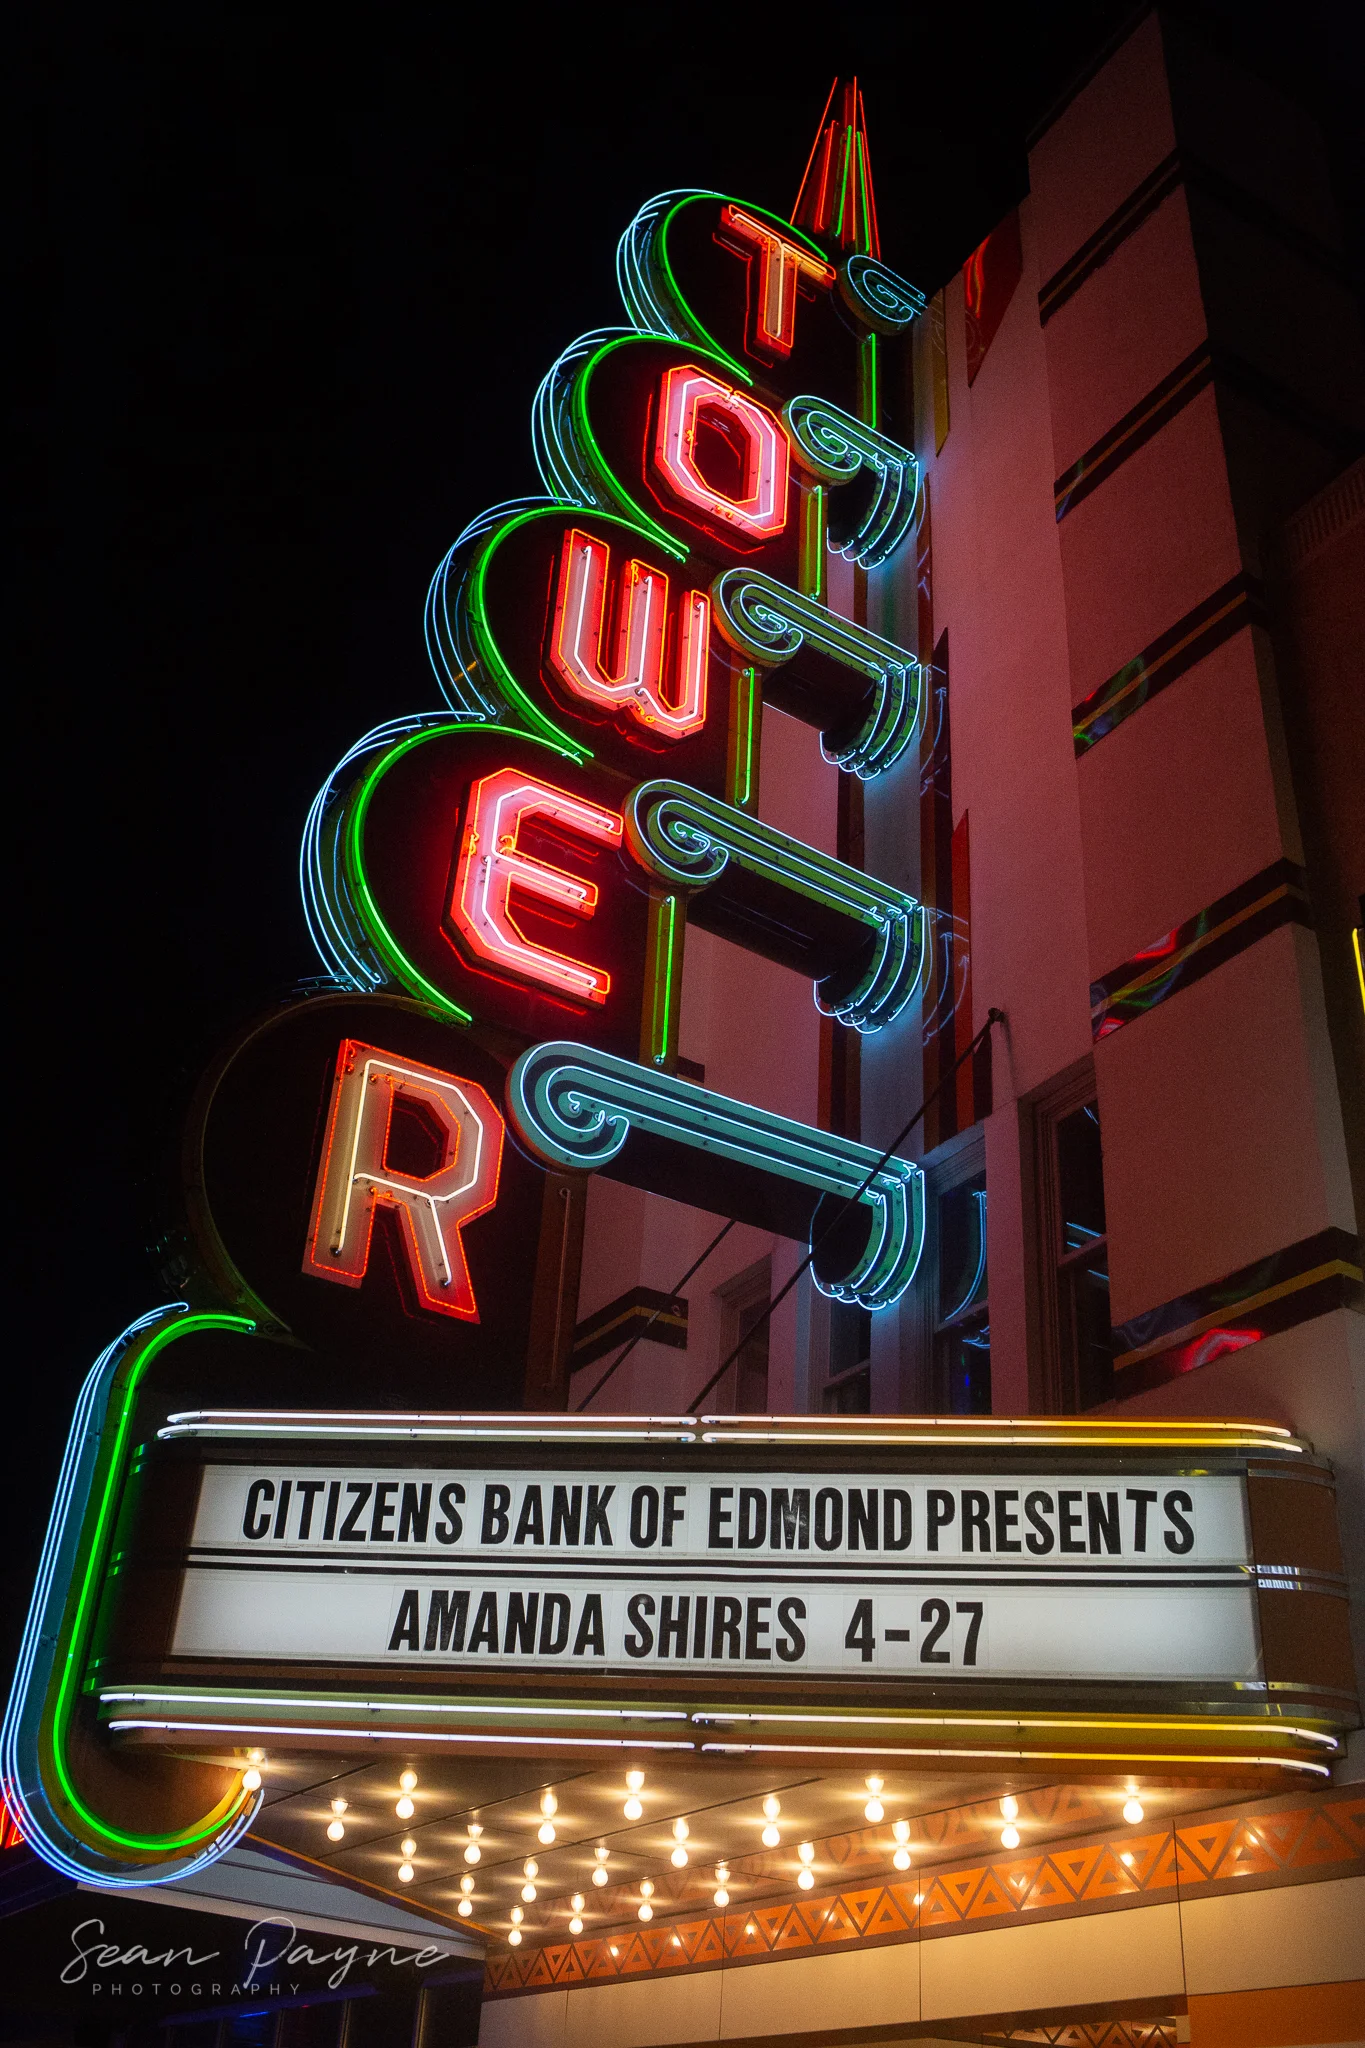 TOWER
CITIZENS BANK OF EDMOND PRESENTS
AMANDA SHIRES 4-27
Sean Payne
PHOTOGRAPHY